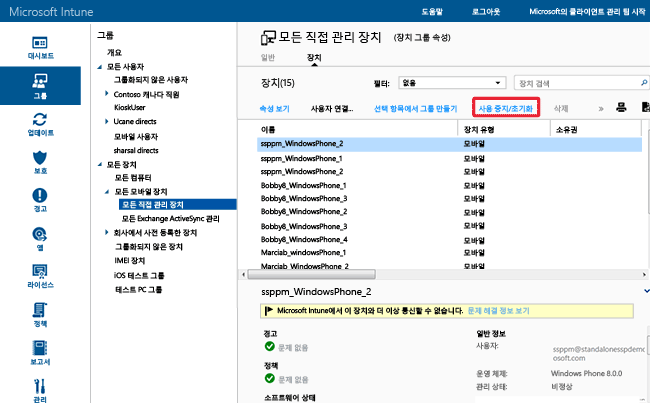 Microsoft Intune
도움말
로그아웃
Microsoft의 클라이언트 관리 팀 시작
대시보드
그룹
업데이트
보호
경고
앱
라이선스
정책
보고서
관리
그룹
개요
모든 사용자
그룹화되지 않은 사용자
Contoso 캐나다 직원
KioskUser
Ucane directs
모바일 사용자
sharsal directs
모든 장치
모든 컴퓨터
모든 모바일 장치
모든 직접 관리 장치
모든 Exchange ActiveSync 관리
회사에서 사전 등록한 장치
그룹화되지 않은 장치
IMEI 장치
iOS 테스트 그룹
테스트 PC 그룹
모든 직접 관리 장치 (장치 그룹 속성)
일반 장치
장치(15)
필터: 없음
장치 검색
속성 보기 사용자 연결... 선택 항목에서 그룹 만들기 사용 중지/초기화 삭제 »
이름 장치 유형 소유권
ssppm_WindowsPhone_2 모바일
ssppm_WindowsPhone_1 모바일
ssppm_WindowsPhone_2 모바일
Bobby8_WindowsPhone_1 모바일
Bobby8_WindowsPhone_3 모바일
Bobby8_WindowsPhone_2 모바일
Bobby8_WindowsPhone_4 모바일
Marciab_WindowsPhone_1 모바일
Marciab_WindowsPhone_2 모바일
ssppm_WindowsPhone_2
Microsoft Intune에서 이 장치와 더 이상 통신할 수 없습니다. 문제 해결 정보 보기
경고
문제 없음
정책
문제 없음
소프트웨어 상태
일반 정보
사용자: ssppm@standalonesspdemo
osoft.com
운영 체제: Windows Phone 8.0.0
관리 상태: 비정상